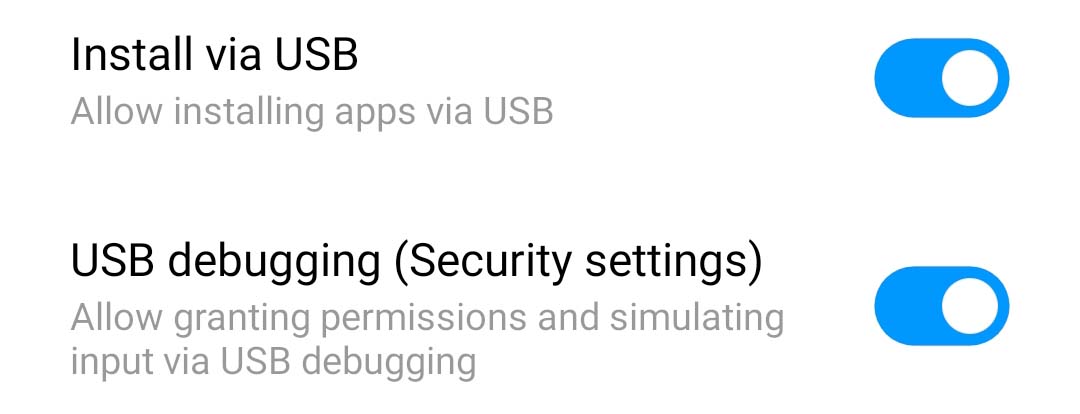 Install via USB
Allow installing apps via USB
USB debugging (Security settings)
Allow granting permissions and simulating
input via USB debugging